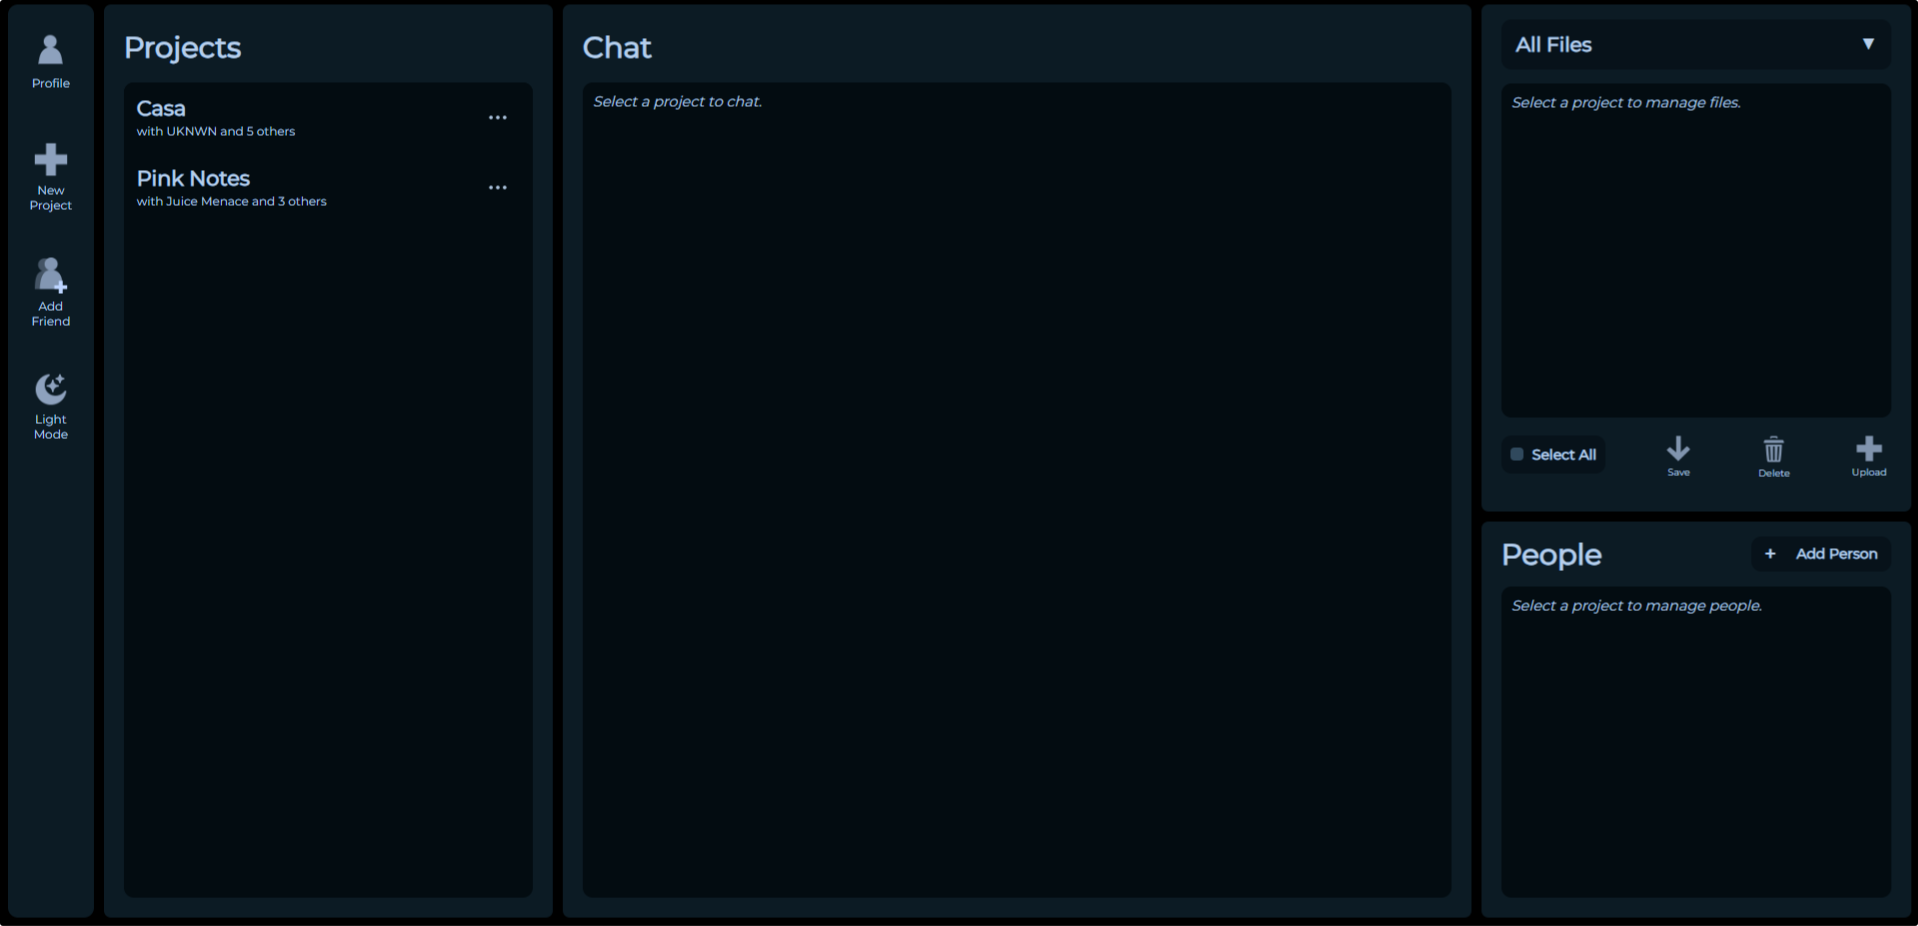 Profile
New
Project
Add
Friend
Light
Mode
Projects
Casa
with UKNWN and 5 others
Pink Notes
with Juice Menace and 3 others
Chat
Select a project to chat.
All Files
Select a project to manage files.
Select All
Save
Delete
Upload
People
+ Add Person
Select a project to manage people.